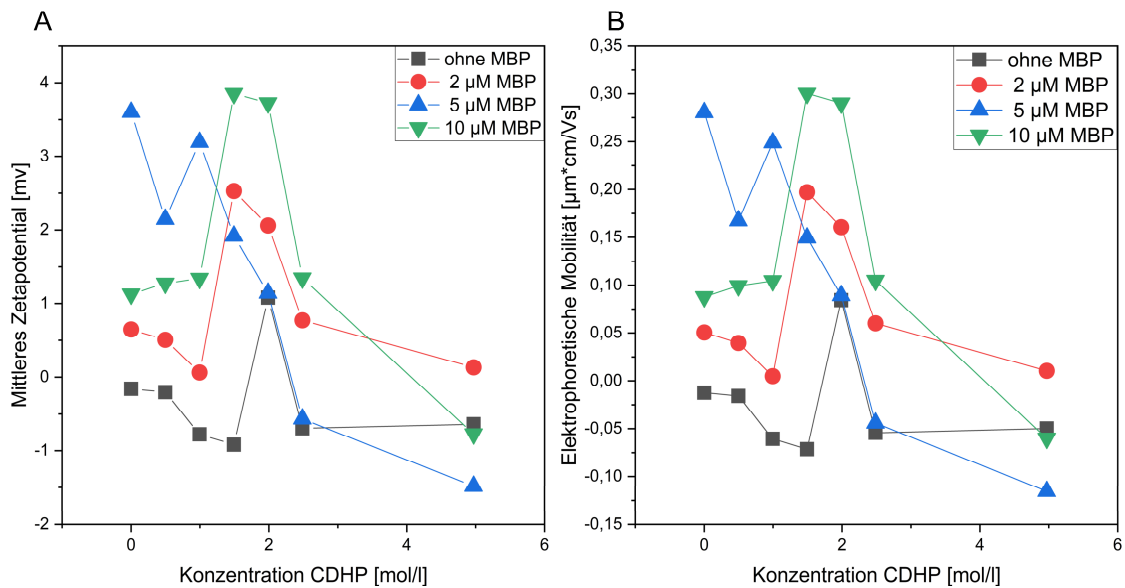 A
Mittleres Zetapotential [mv]
4
3
2
1
0
-1
-2
0
2
4
6
Konzentration CDHP [mol/l]
ohne MBP
2 µM MBP
5 µM MBP
10 µM MBP
B
Elektrophoretische Mobilität [µm*cm/Vs]
0,35
0,30
0,25
0,20
0,15
0,10
0,05
0,00
-0,05
-0,10
-0,15
0
2
4
6
Konzentration CDHP [mol/l]
ohne MBP
2 µM MBP
5 µM MBP
10 µM MBP